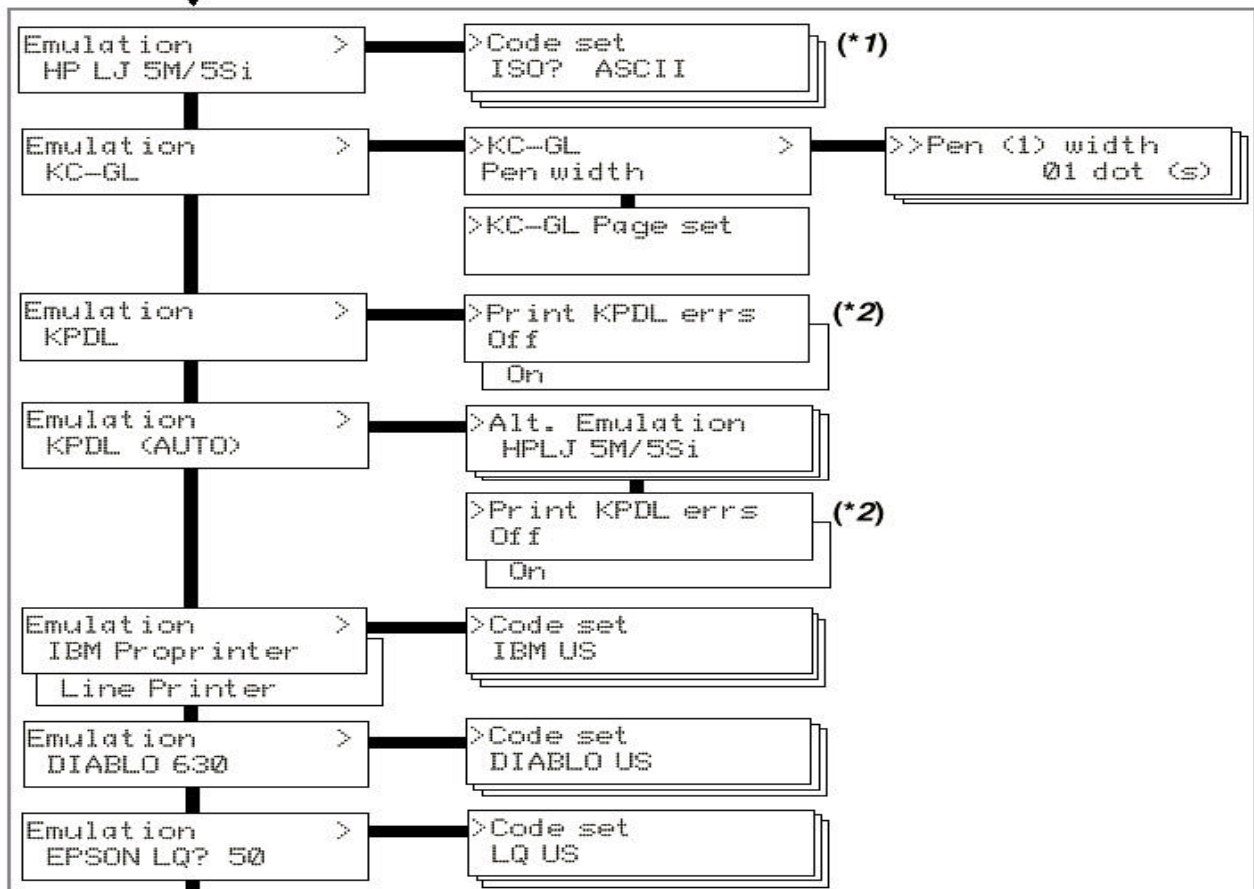 Emulation >
HP LJ 5M/5Si
>Code set
ISO? ASCII
(*1)
Emulation >
KC-GL
>KC-GL >
Pen width
>>Pen (1) width
01 dot (s)
>KC-GL Page set
Emulation >
KPDL
>Print KPDL errs
Off
On
(*2)
Emulation >
KPDL (AUTO)
>Alt. Emulation
HPLJ 5M/5Si
>Print KPDL errs
Off
On
(*2)
Emulation >
IBM Proprinter
Line Printer
>Code set
IBM US
Emulation >
DIABLO 630
>Code set
DIABLO US
Emulation >
EPSON LQ? 50
>Code set
LQ US